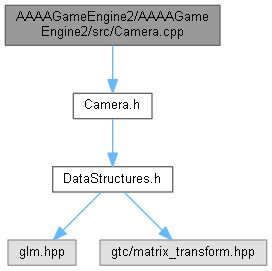 AAAAGameEngine2/AAAAGame
Engine2/src/Camera.cpp
Camera.h
DataStructures.h
glm.hpp
gtc/matrix_transform.hpp